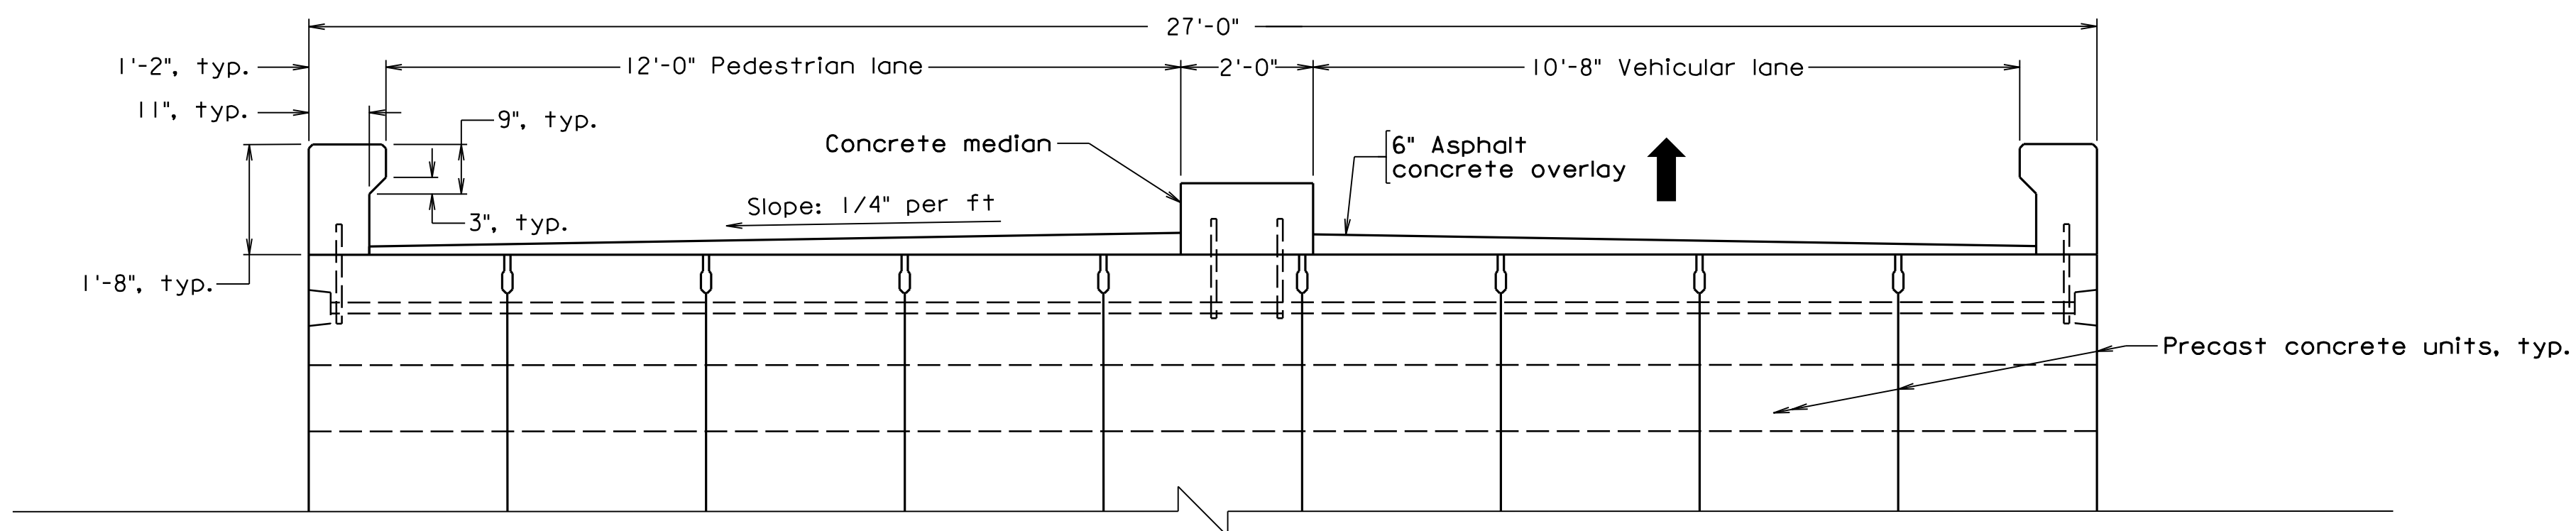 27'-0"
1'-2", typ.
12'-0" Pedestrian lane
2'-0"
10'-8" Vehicular lane
11", typ.
9", typ.
Concrete median
6" Asphalt
concrete overlay
Slope: 1/4" per ft
3", typ.
1'-8", typ.
Precast concrete units, typ.